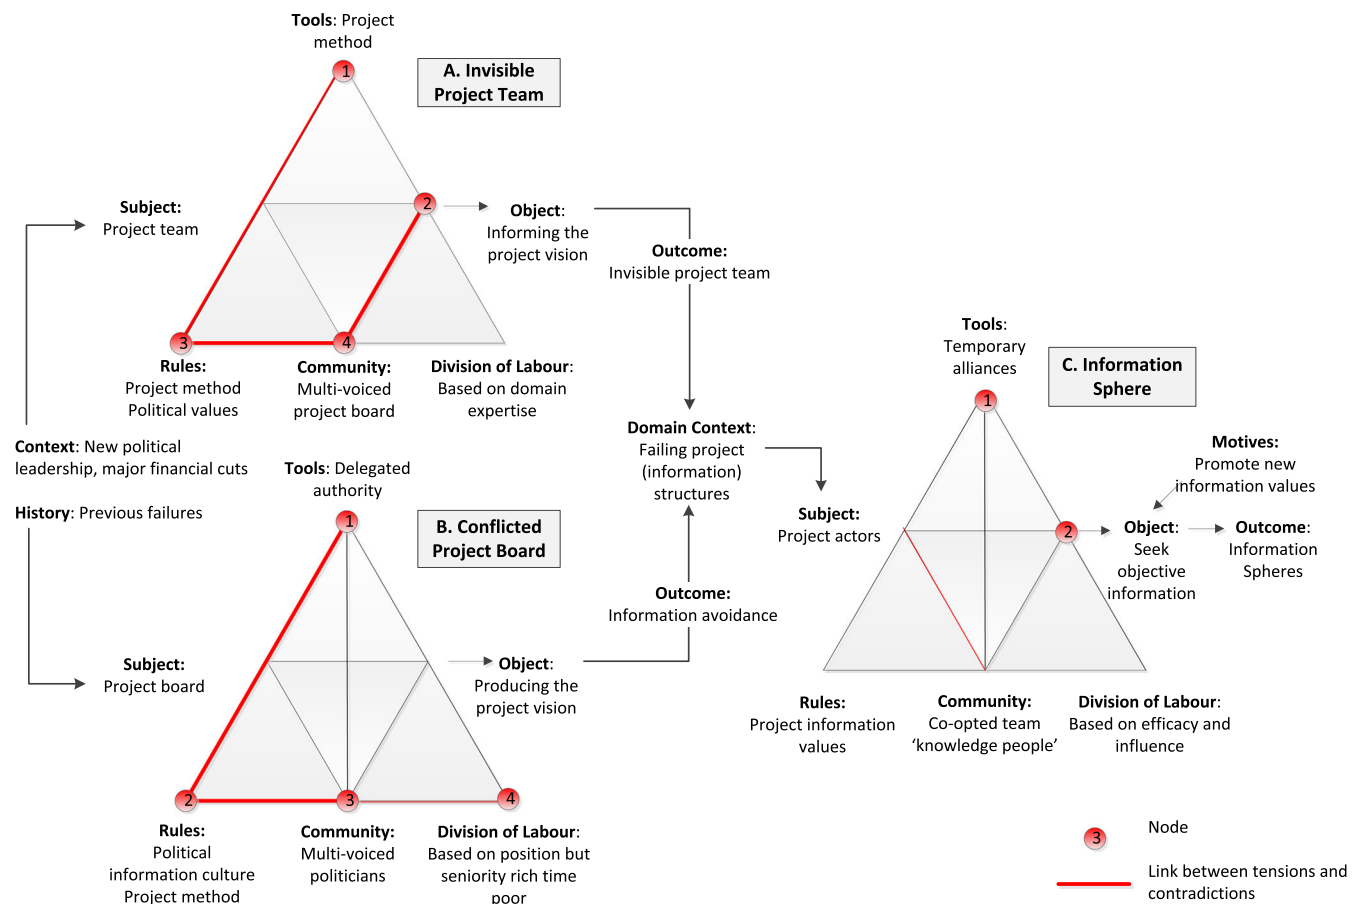 Tools: Project
method
1
A. Invisible
Project Team
2
Subject:
Project team
Object:
Informing the
project vision
Outcome:
Invisible project team
3
4
Rules:
Project method
Political values
Community:
Multi-voiced
project board
Division of Labour:
Based on domain
expertise
Context: New political
leadership, major financial cuts
History: Previous failures
Tools: Delegated
authority
1
B. Conflicted
Project Board
Subject:
Project board
Object:
Producing the
project vision
Outcome:
Information avoidance
2
3
4
Rules:
Political
information culture
Project method
Community:
Multi-voiced
politicians
Division of Labour:
Based on position but
seniority rich time
poor
Domain Context:
Failing project
(information)
structures
Tools:
Temporary
alliances
1
C. Information
Sphere
Subject:
Project actors
2
Motives:
Promote new
information values
Object:
Seek
objective
information
Outcome:
Information
Spheres
Rules:
Project information
values
Community:
Co-opted team
‘knowledge people’
Division of Labour:
Based on efficacy and
influence
3
Node
Link between tensions and
contradictions